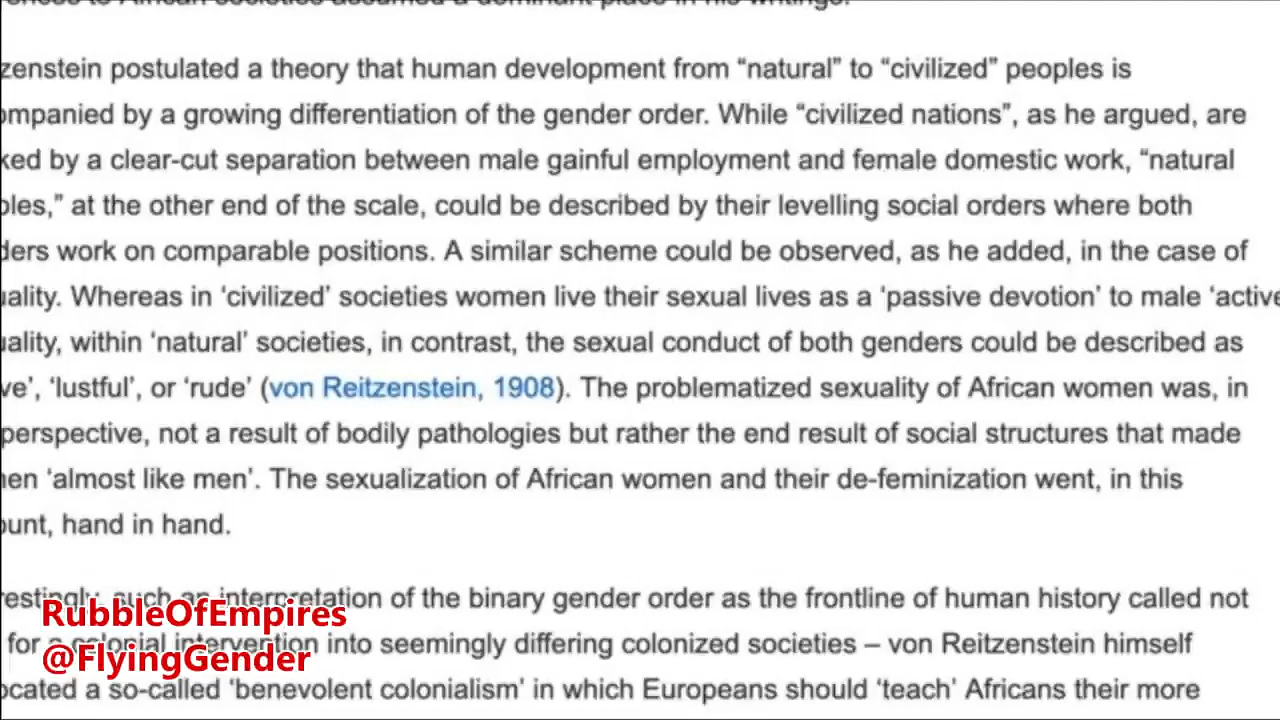 zenstein postulated a theory that human development from “natural” to “civilized” peoples is
ompanied by a growing differentiation of the gender order. While “civilized nations”, as he argued, are
ked by a clear-cut separation between male gainful employment and female domestic work, “natural
ples,” at the other end of the scale, could be described by their levelling social orders where both
ders work on comparable positions. A similar scheme could be observed, as he added, in the case of
uality. Whereas in ‘civilized’ societies women live their sexual lives as a ‘passive devotion’ to male ‘active
uality, within ‘natural’ societies, in contrast, the sexual conduct of both genders could be described as
ve’, ‘lustful’, or ‘rude’ (von Reitzenstein, 1908). The problematized sexuality of African women was, in
perspective, not a result of bodily pathologies but rather the end result of social structures that made
en ‘almost like men’. The sexualization of African women and their de-feminization went, in this
ount, hand in hand.
restingly, such an interpretation of the binary gender order as the frontline of human history called not
for a colonial intervention into seemingly differing colonized societies – von Reitzenstein himself
ocated a so-called ‘benevolent colonialism’ in which Europeans should ‘teach’ Africans their more
RubbleOfEmpires
@FlyingGender